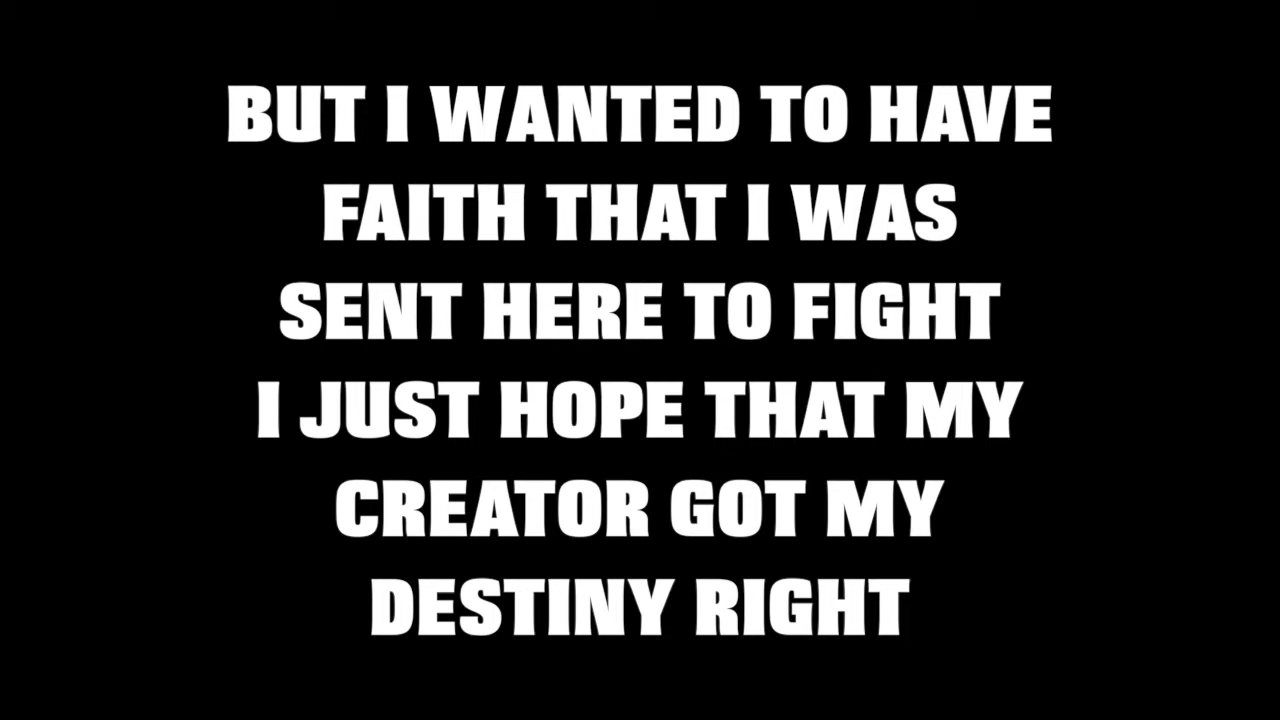 BUT I WANTED TO HAVE
FAITH THAT I WAS
SENT HERE TO FIGHT
I JUST HOPE THAT MY
CREATOR GOT MY
DESTINY RIGHT